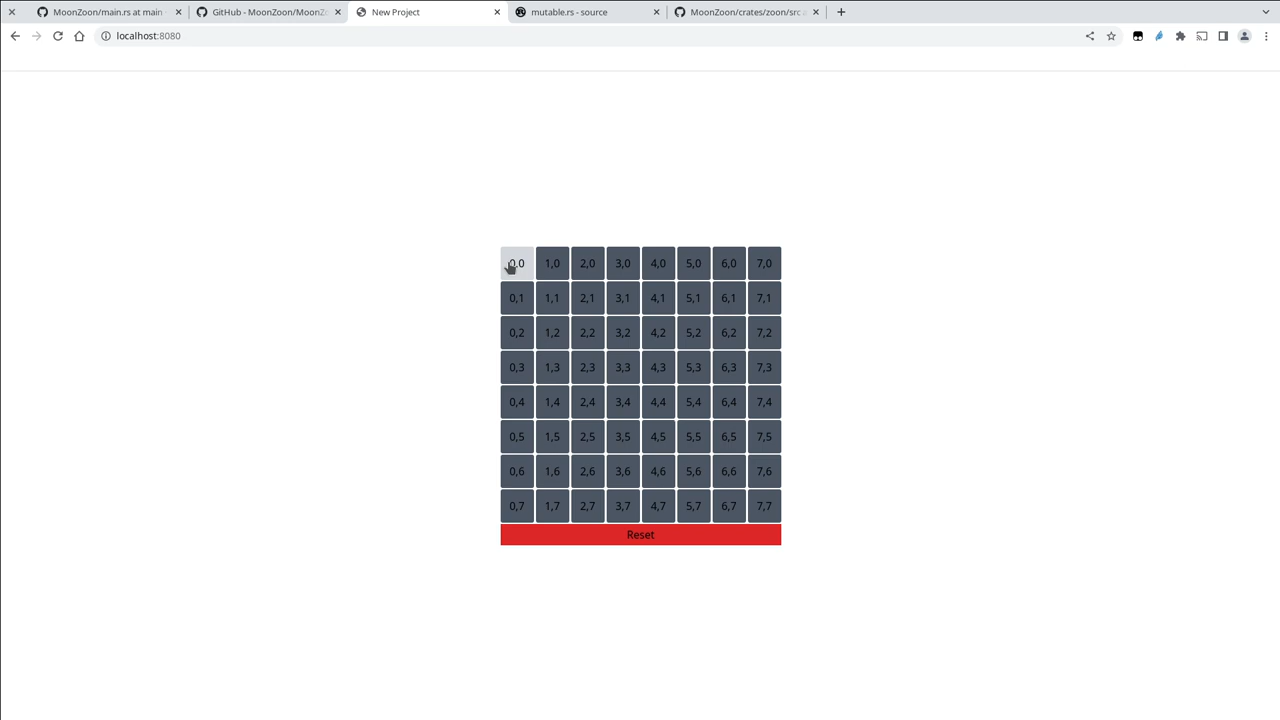 MoonZoon/main.rs at main
GitHub - MoonZoon/MoonZo
New Project
mutable.rs - source
MoonZoon/crates/zoon/src a
localhost:8080
0,0 1,0 2,0 3,0 4,0 5,0 6,0 7,0
0,1 1,1 2,1 3,1 4,1 5,1 6,1 7,1
0,2 1,2 2,2 3,2 4,2 5,2 6,2 7,2
0,3 1,3 2,3 3,3 4,3 5,3 6,3 7,3
0,4 1,4 2,4 3,4 4,4 5,4 6,4 7,4
0,5 1,5 2,5 3,5 4,5 5,5 6,5 7,5
0,6 1,6 2,6 3,6 4,6 5,6 6,6 7,6
0,7 1,7 2,7 3,7 4,7 5,7 6,7 7,7
Reset